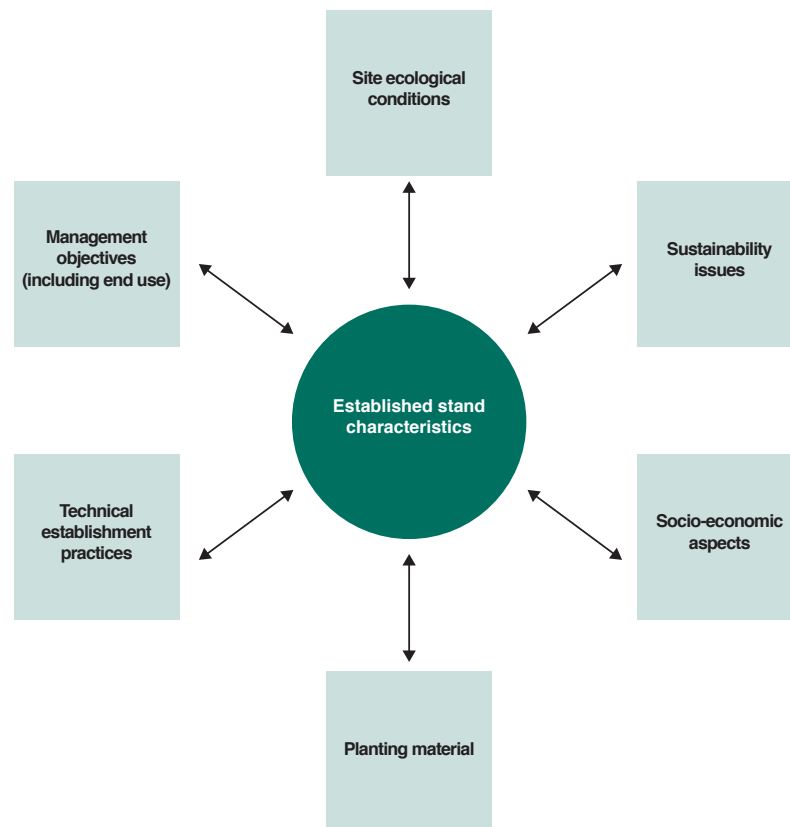 Site ecological
conditions
Management
objectives
(including end use)
Sustainability
issues
Established stand
characteristics
Technical
establishment
practices
Socio-economic
aspects
Planting material